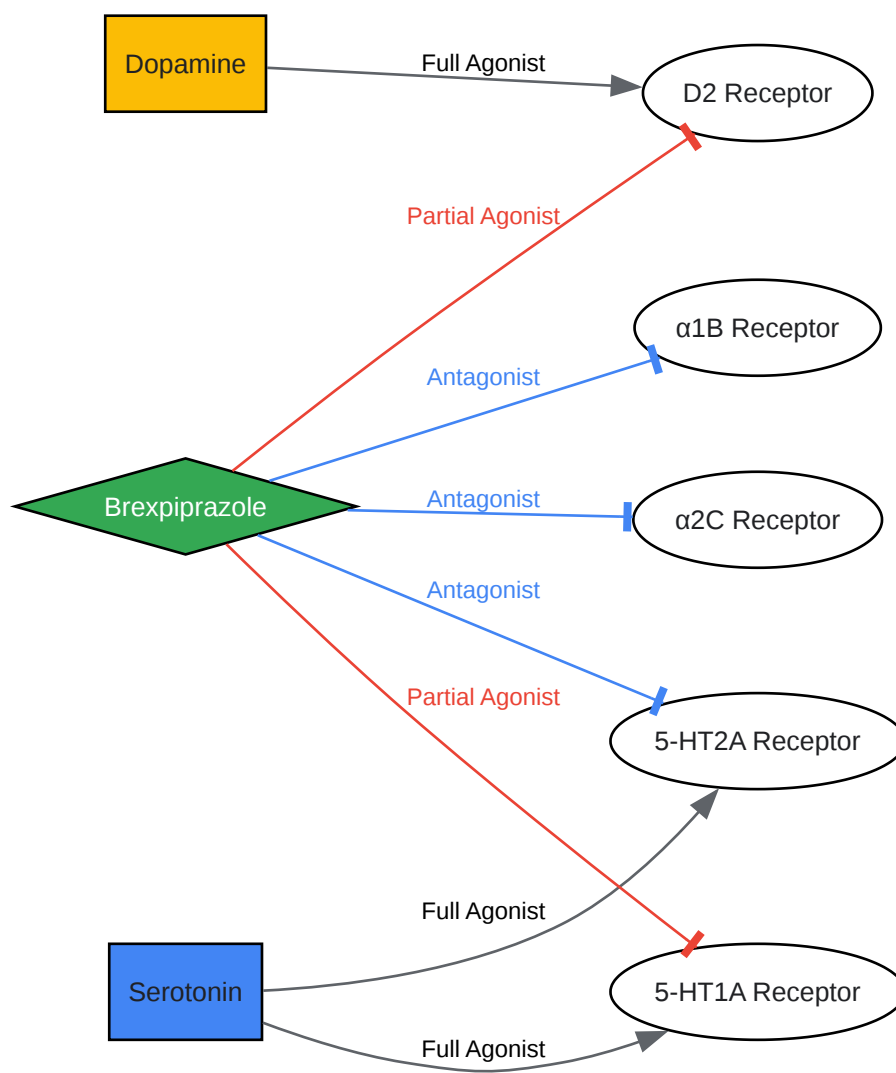 Dopamine
Full Agonist
D2 Receptor
Partial Agonist
α1B Receptor
Antagonist
Brexpiprazole
Antagonist
α2C Receptor
Antagonist
Partial Agonist
5-HT2A Receptor
Full Agonist
Serotonin
5-HT1A Receptor
Full Agonist